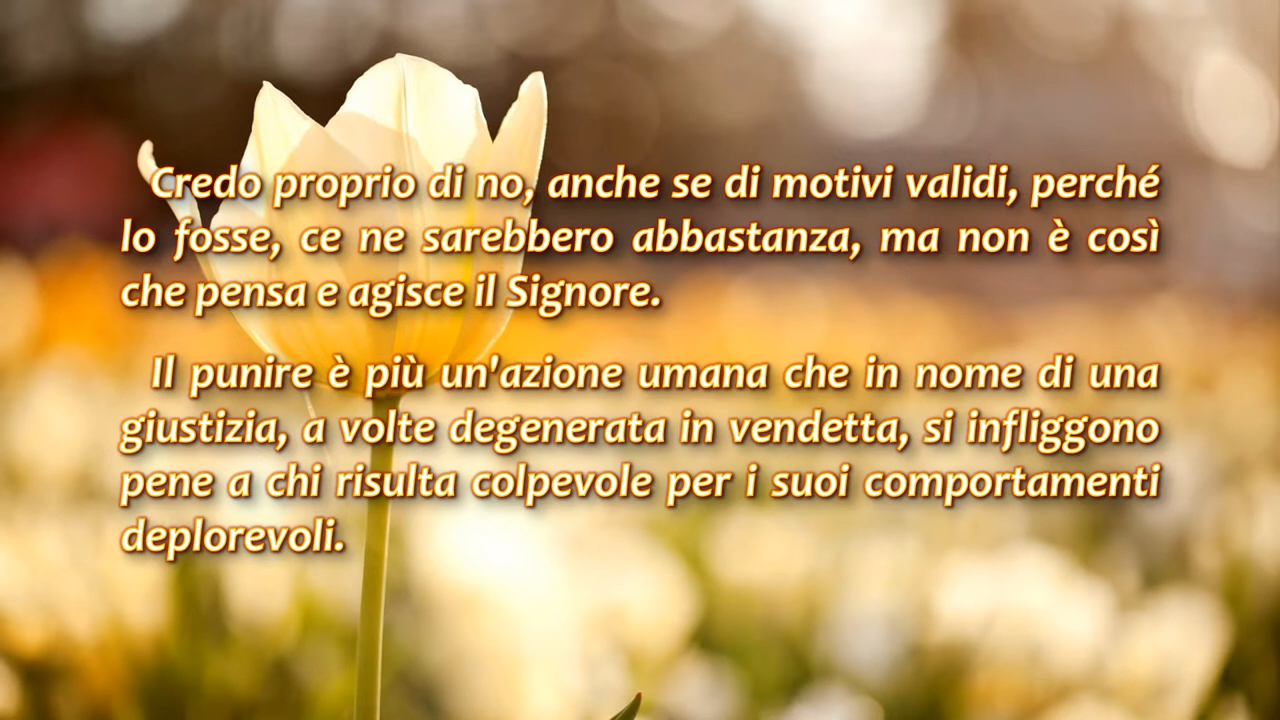 Credo proprio di no, anche se di motivi validi, perché
lo fosse, ce ne sarebbero abbastanza, ma non è così
che pensa e agisce il Signore.
Il punire è più un'azione umana che in nome di una
giustizia, a volte degenerata in vendetta, si infliggono
pene a chi risulta colpevole per i suoi comportamenti
deplorevoli.